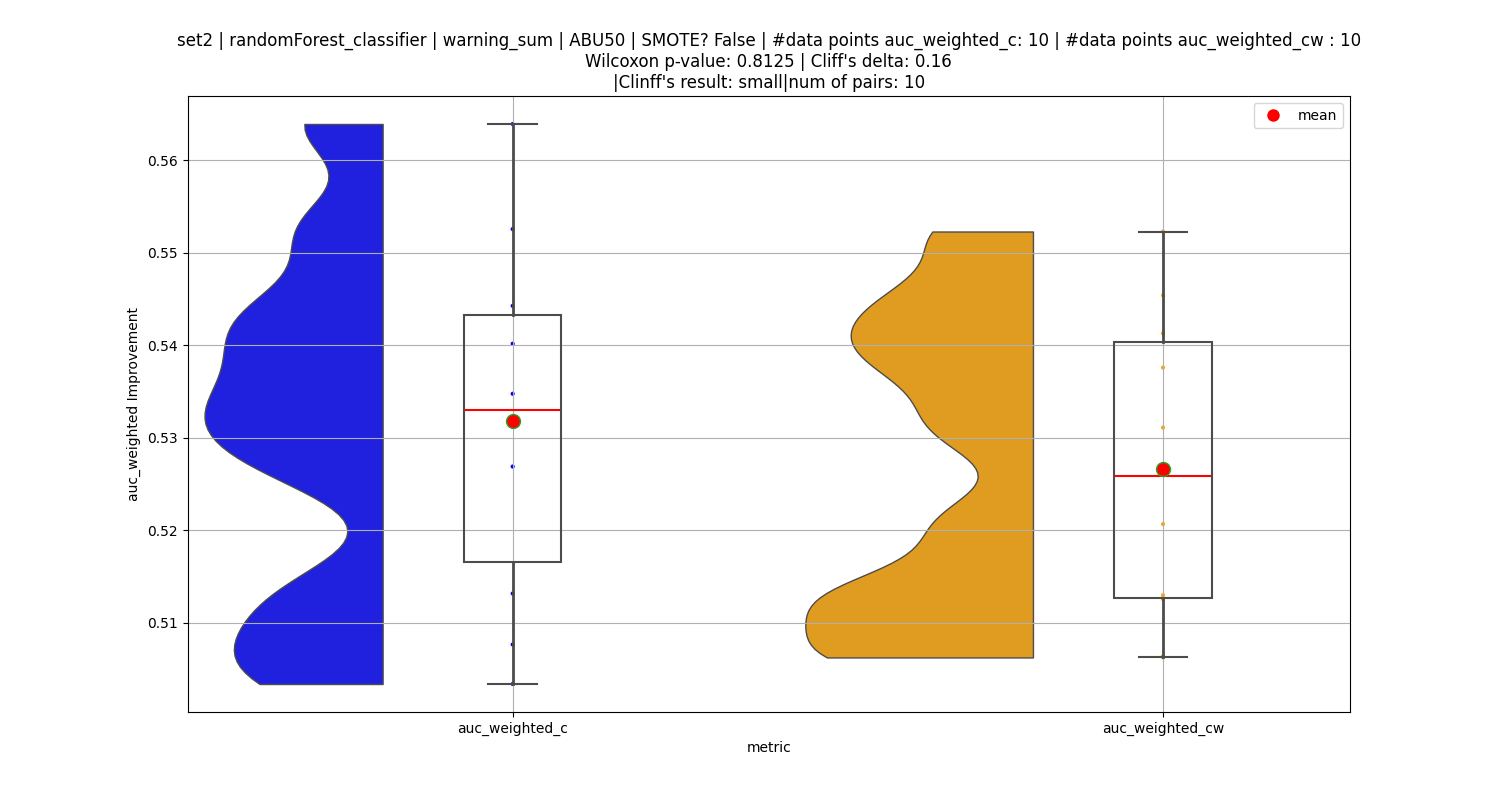 set2 | randomForest_classifier | warning_sum | ABU50 | SMOTE? False | #data points auc_weighted_c: 10 | #data points auc_weighted_cw : 10
Wilcoxon p-value: 0.8125 | Cliff's delta: 0.16
|Clinff's result: small|num of pairs: 10
mean
0.56
0.55
0.54
0.53
0.52
0.51
auc_weighted Improvement
auc_weighted_c
auc_weighted_cw
metric